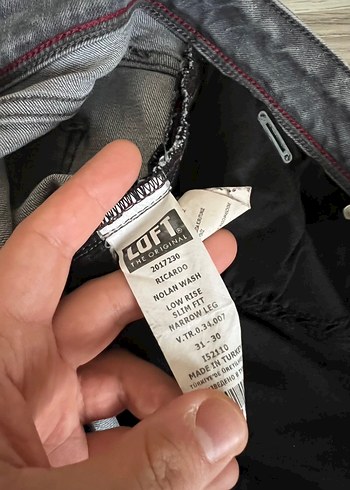 LOFT®
THE ORIGINAL
2017230
RICARDO
NOLAN WASH
LOW RISE
SLIM FIT
NARROW LEG
V.TR.0.34.007
31 - 30
152110
MADE IN TURKEY